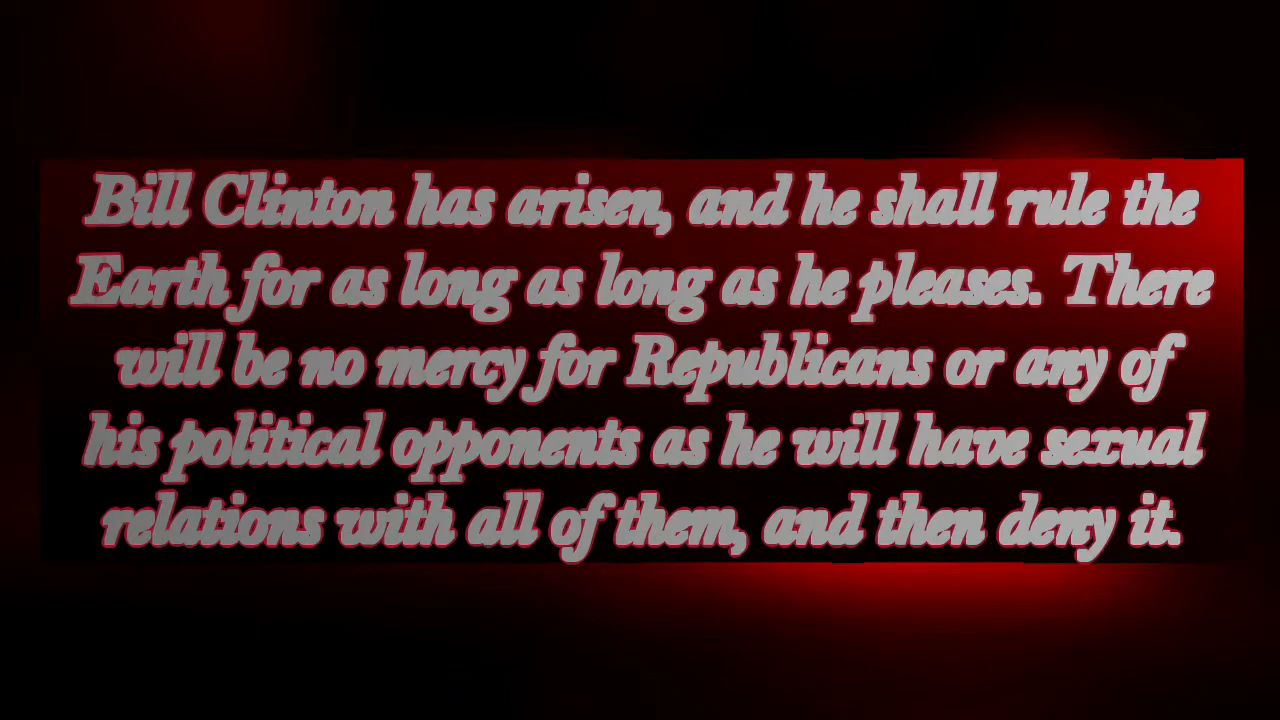 Bill Clinton has arisen, and he shall rule the
Earth for as long as long as he pleases. There
will be no mercy for Republicans or any of
his political opponents as he will have sexual
relations with all of them, and then deny it.